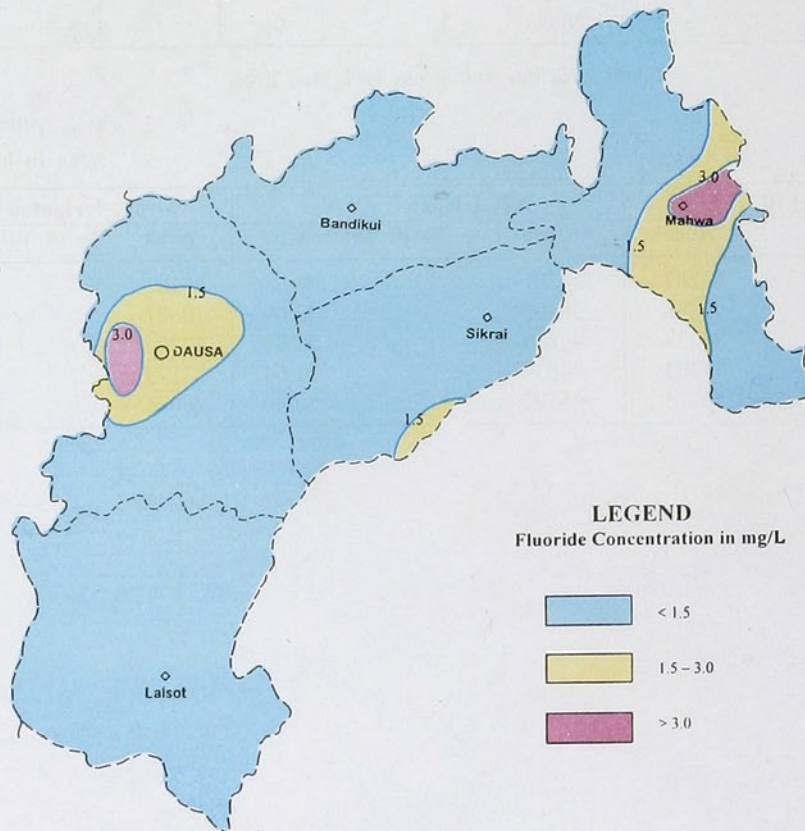 3.0
Mahwa
Bandikui
1.5
1.5
1.5
Sikrai
3.0
DAUSA
1.5
LEGEND
Fluoride Concentration in mg/L
< 1.5
1.5 – 3.0
> 3.0
Lalsot